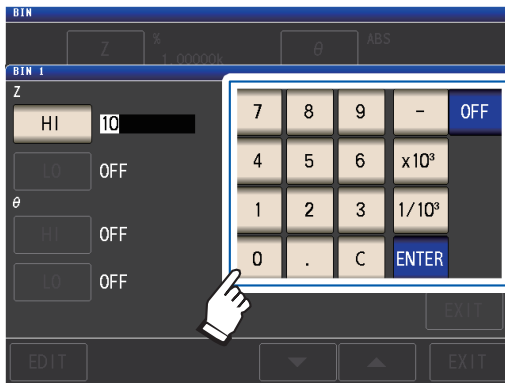 BIN
Z % θ ABS
1.00000k
BIN 1
Z
HI 10
LO OFF
θ
HI OFF
LO OFF
7 8 9 - OFF
4 5 6 x10³
1 2 3 1/10³
0 . C ENTER
EXIT
EDIT ▼ ▲ EXIT